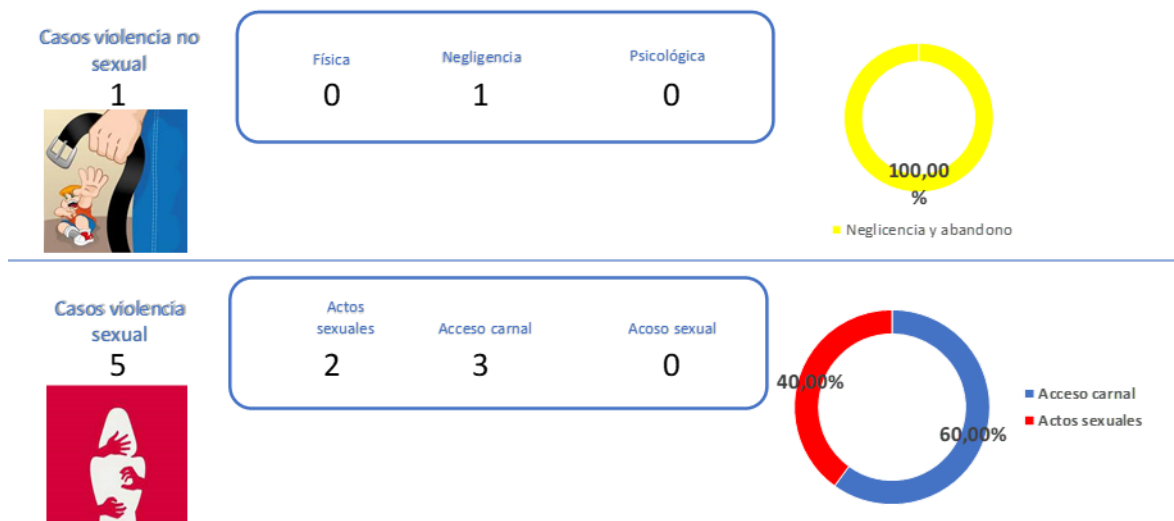 Casos violencia no
sexual
1
Física
Negligencia
Psicológica
0
1
0
100,00
%
Neglicencia y abandono
Casos violencia
sexual
5
Actos
sexuales
Acceso carnal
Acoso sexual
2
3
0
40,00%
60,00%
Acceso carnal
Actos sexuales